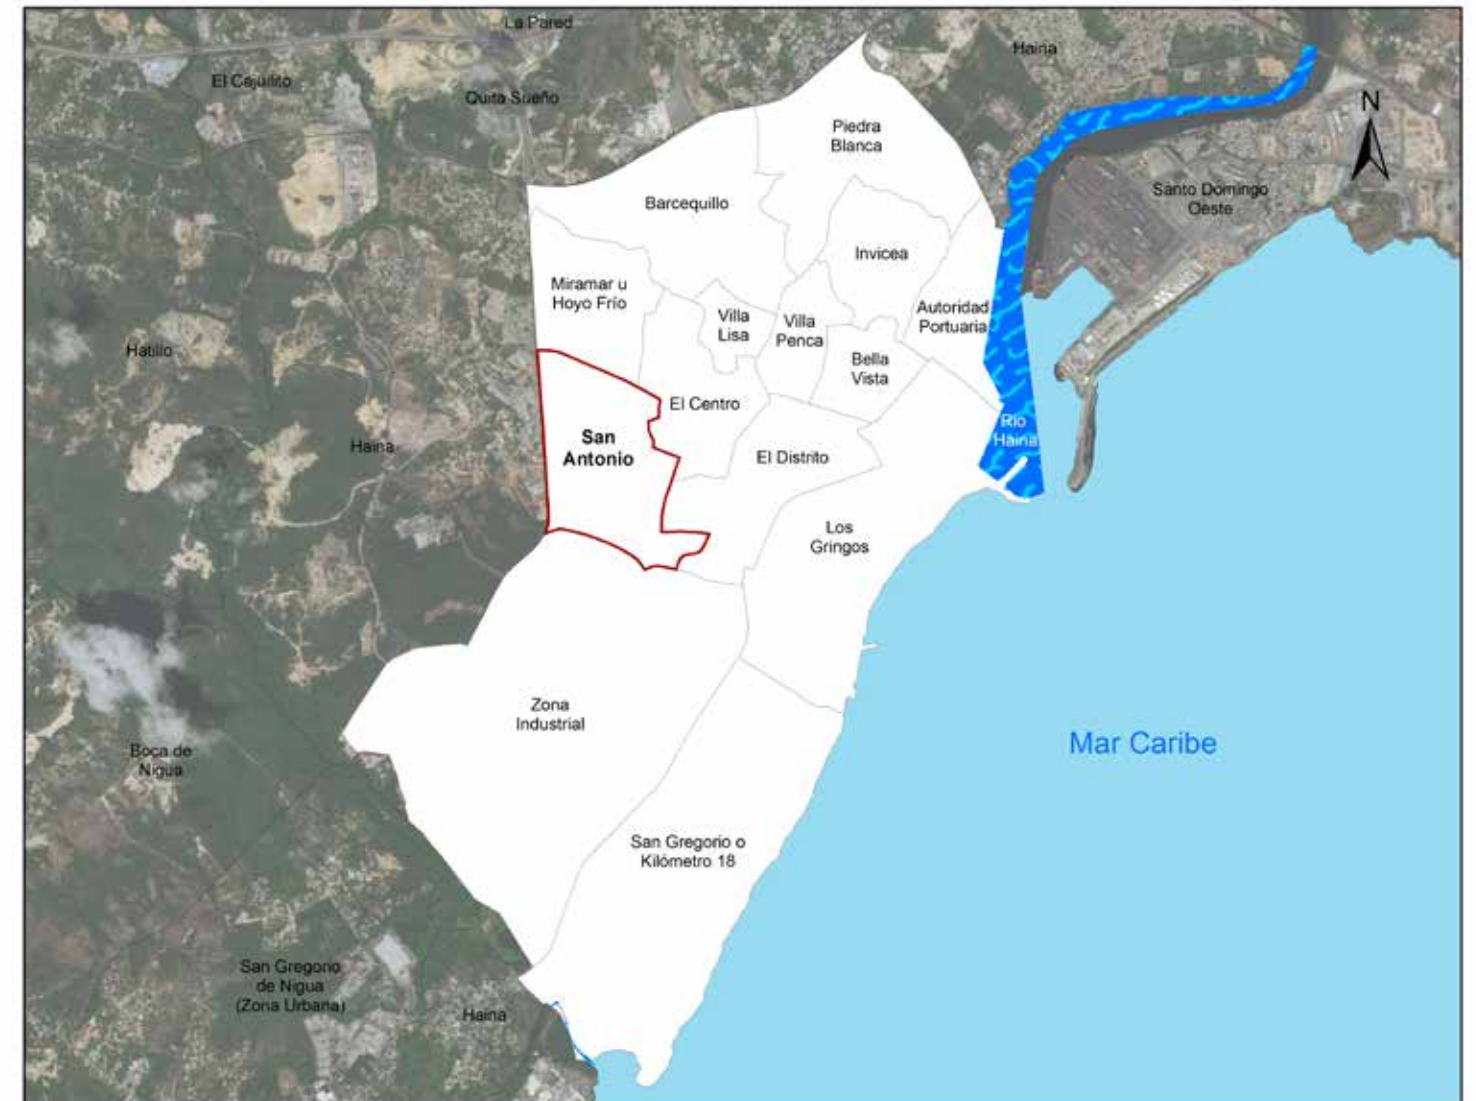 La Pared
Haina
El Cajuilito
Quita Sueño
N
Piedra
Blanca
Santo Domingo
Oeste
Barcequillo
Invicea
Miramar u
Hoyo Frío
Autoridad
Portuaria
Villa
Lisa
Villa
Penca
Hatillo
Bella
Vista
El Centro
Río
Haina
San
Antonio
Haina
El Distrito
Los
Gringos
Zona
Industrial
Mar Caribe
Boca de
Nigua
San Gregorio o
Kilómetro 18
San Gregorio
de Nigua
(Zona Urbana)
Haina